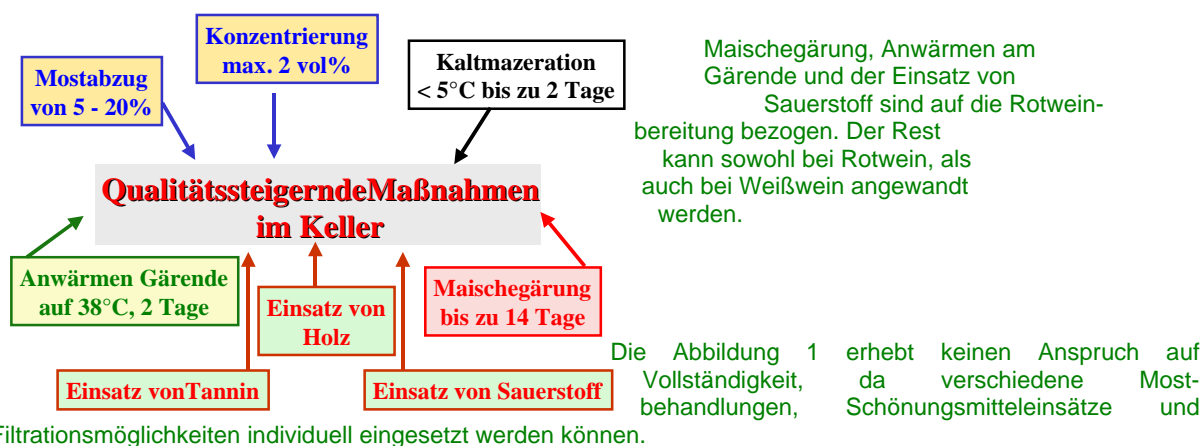 Konzentrierung
max. 2 vol%
Mostabzug
von 5 - 20%
Kaltmazeration
< 5°C bis zu 2 Tage
QualitätssteigerndeMaßnahmen
im Keller
Anwärmen Gärende
auf 38°C, 2 Tage
Einsatz von
Holz
Maischegärung
bis zu 14 Tage
Einsatz vonTannin
Einsatz von Sauerstoff
Maischegärung, Anwärmen am
Gärende und der Einsatz von
Sauerstoff sind auf die Rotwein-
bereitung bezogen. Der Rest
kann sowohl bei Rotwein, als
auch bei Weißwein angewandt
werden.
Die Abbildung 1 erhebt keinen Anspruch auf
Vollständigkeit, da verschiedene Most-
behandlungen, Schönungsmitteleinsätze und
Filtrationsmöglichkeiten individuell eingesetzt werden können.